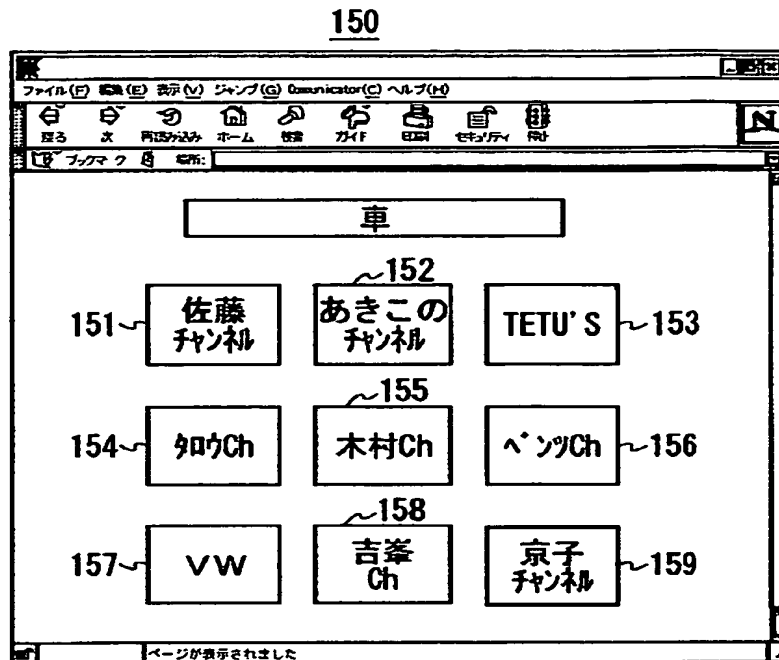 150
ファイル(F) 編集(E) 表示(V) ジャンプ(G) Comunicator(C) ヘルプ(H)
戻る 次 再読み込み ホーム 検索 ガイド 印刷 セキュリティ 停止
N
ブックマーク 場所:
車
151 佐藤チャンネル
152 あきこのチャンネル
TETU'S 153
154 タロウCh
155 木村Ch
ベンツCh 156
157 VW
158 吉峯Ch
京子チャンネル 159
ページが表示されました